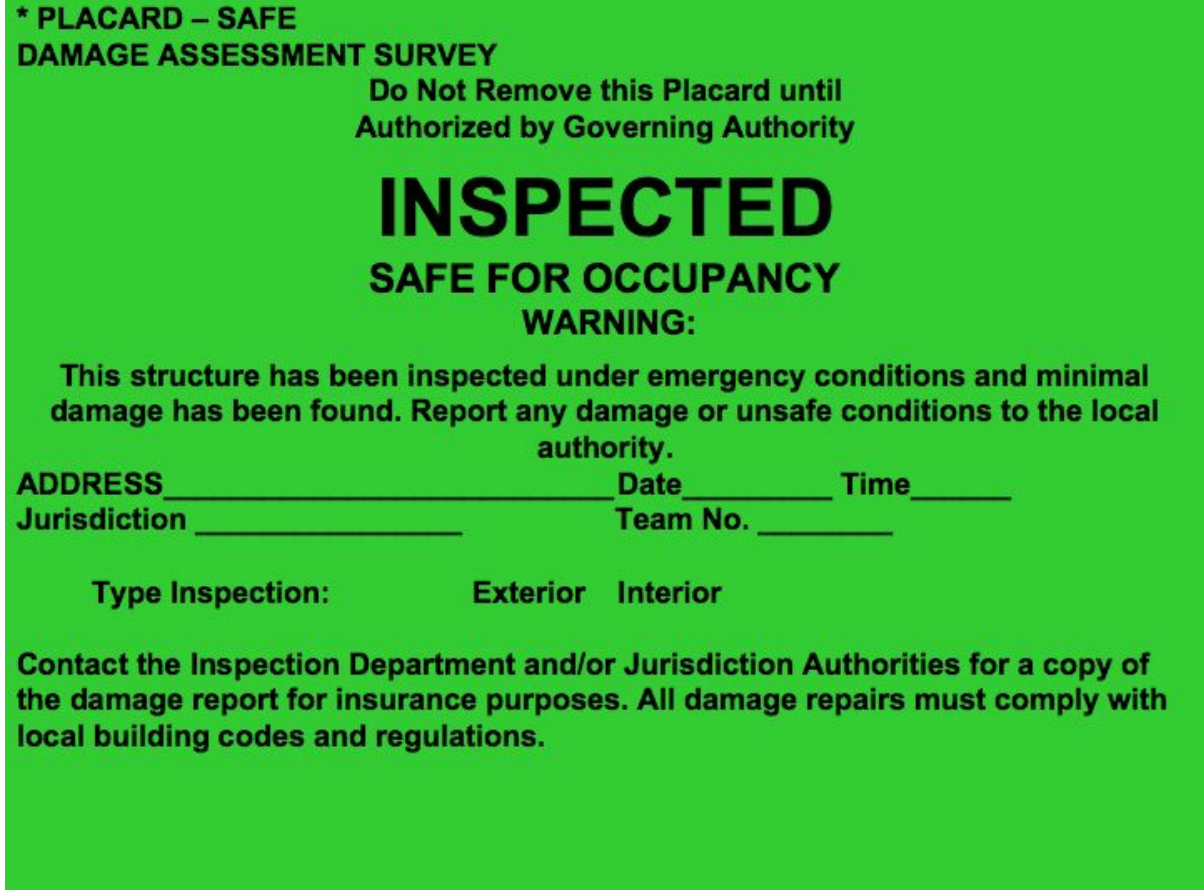 * PLACARD – SAFE
DAMAGE ASSESSMENT SURVEY
Do Not Remove this Placard until
Authorized by Governing Authority
INSPECTED
SAFE FOR OCCUPANCY
WARNING:
This structure has been inspected under emergency conditions and minimal
damage has been found. Report any damage or unsafe conditions to the local
authority.
ADDRESS___________________________Date_________ Time______
Jurisdiction ________________ Team No. ________
Type Inspection: Exterior Interior
Contact the Inspection Department and/or Jurisdiction Authorities for a copy of
the damage report for insurance purposes. All damage repairs must comply with
local building codes and regulations.